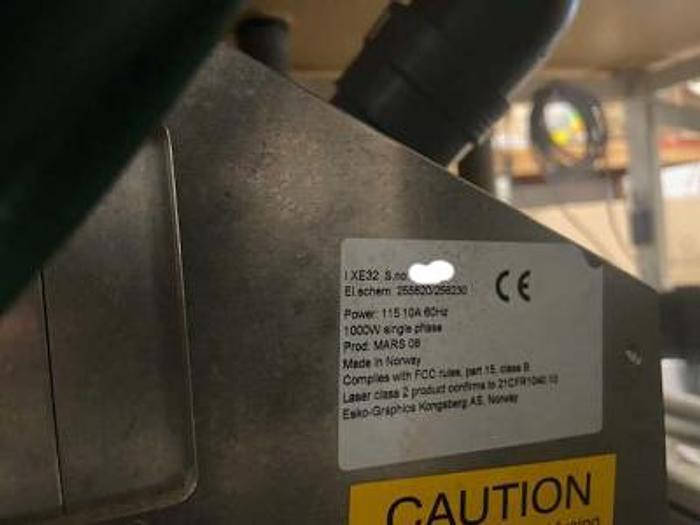 I XE32 S.no.
El.schem: 255620/256230
Power: 115 10A 60Hz
1000W single phase
Prod: MARS 08
Made in Norway
Complies with FCC rules, part 15, class B
Laser class 2 product confirms to 21CFR1040.10
Esko-Graphics Kongsberg AS, Norway
CE
CAUTION